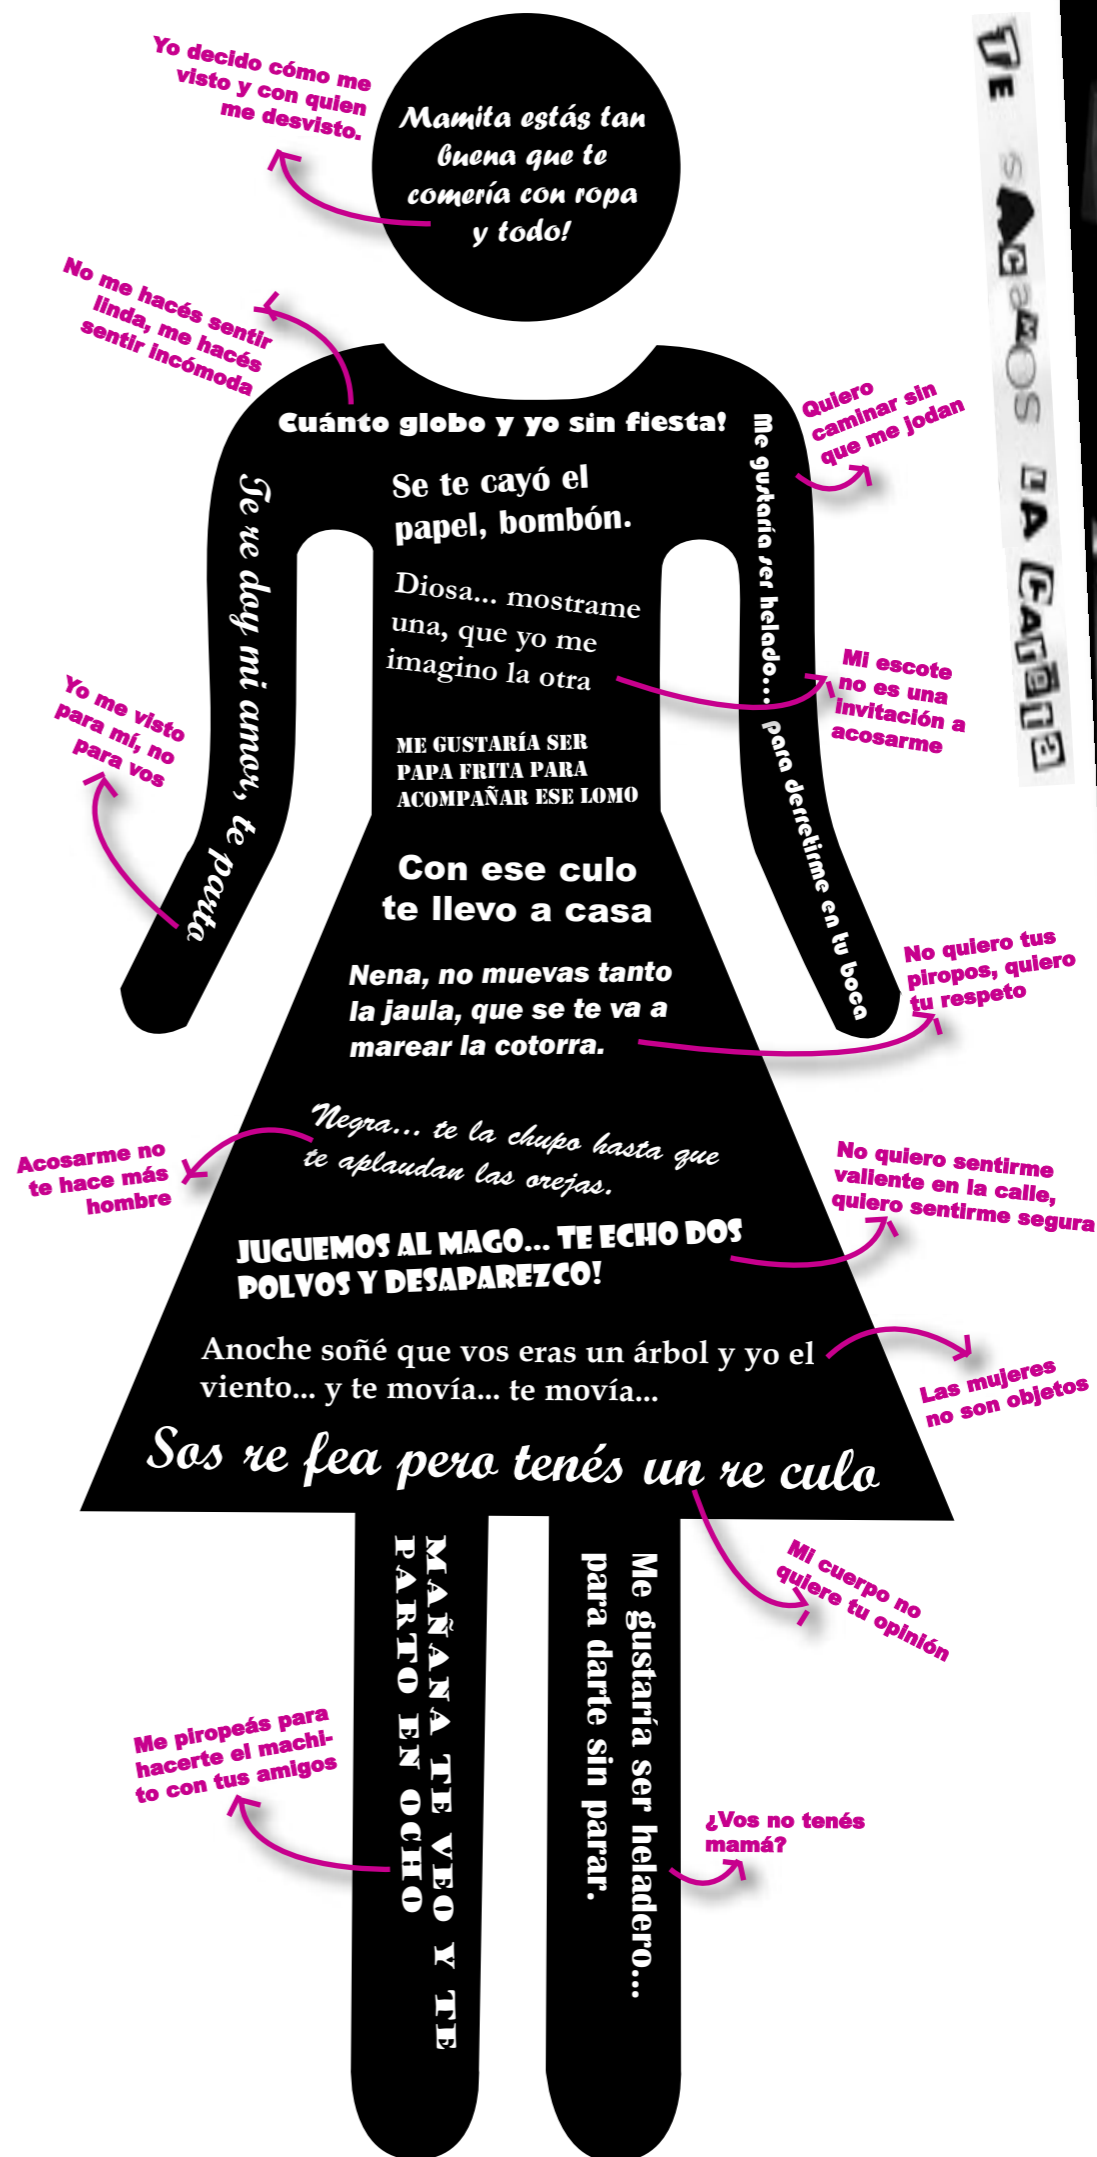 Yo decido cómo me
visto y con quien
me desvisto.
Mamita estás tan
buena que te
comería con ropa
y todo!
TE sACEMOS LA CAretA
No me hacés sentir
linda, me hacés
sentir incómoda
Cuánto globo y yo sin fiesta!
Quiero
caminar sin
que me jodan
Se te cayó el
papel, bombón.
Te re doy mi amor, te parto
Me gustaría ser helado... para derretirme en tu boca
Diosa... mostrame
una, que yo me
imagino la otra
Mi escote
no es una
invitación a
acosarme
Yo me visto
para mí, no
para vos
ME GUSTARÍA SER
PAPA FRITA PARA
ACOMPAÑAR ESE LOMO
Con ese culo
te llevo a casa
No quiero tus
piropos, quiero
tu respeto
Nena, no muevas tanto
la jaula, que se te va a
marear la cotorra.
Acosarme no
te hace más
hombre
Negra... te la chupo hasta que
te aplaudan las orejas.
No quiero sentirme
valiente en la calle,
quiero sentirme segura
JUGUEMOS AL MAGO... TE ECHO DOS
POLVOS Y DESAPAREZCO!
Anoche soñé que vos eras un árbol y yo el
viento... y te movía... te movía...
Las mujeres
no son objetos
Sos re fea pero tenés un re culo
Mi cuerpo no
quiere tu opinión
MAÑANA TE VEO Y TE
PARTO EN OCHO
Me gustaría ser heladero...
para darte sin parar.
Me piropeás para
hacerte el machi-
to con tus amigos
¿Vos no tenés
mamá?